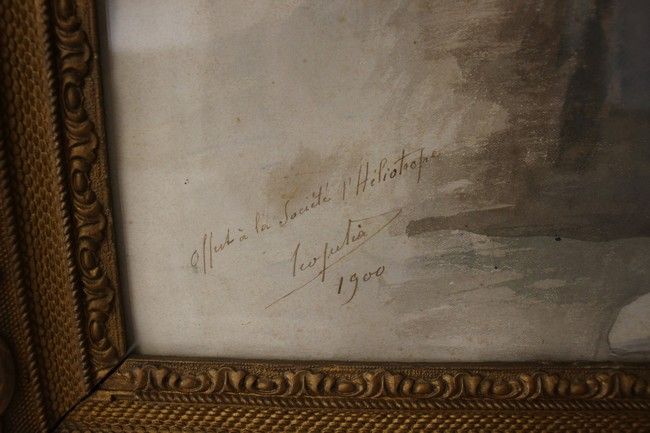 Offert à la Société l'Héliotrope
1900